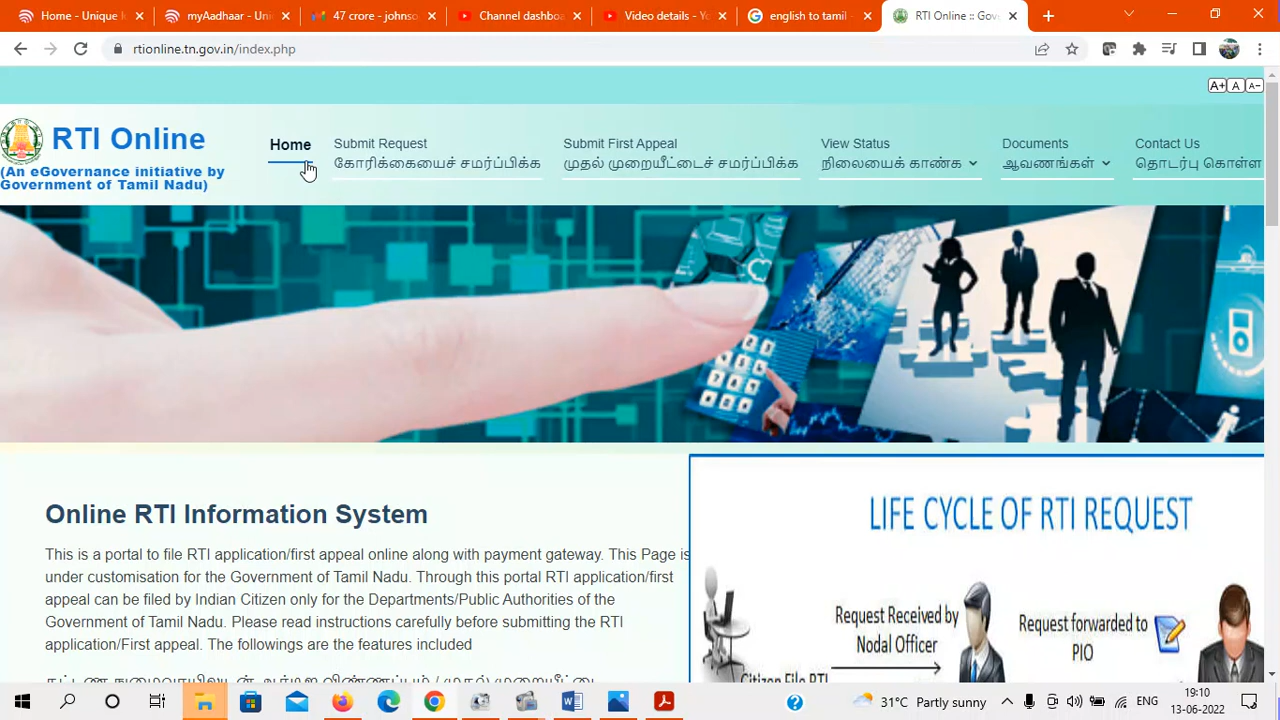 Home - Unique I
myAadhaar - Uni
47 crore - johnso
Channel dashboa
Video details - Yo
english to tamil -
RTI Online :: Gov
rtionline.tn.gov.in/index.php
A+ A A-
RTI Online
(An eGovernance initiative by
Government of Tamil Nadu)
Home
Submit Request
கோரிக்கையைச் சமர்ப்பிக்க
Submit First Appeal
முதல் முறையீட்டைச் சமர்ப்பிக்க
View Status
நிலையைக் காண்க
Documents
ஆவணங்கள்
Contact Us
தொடர்பு கொள்ள
Online RTI Information System
This is a portal to file RTI application/first appeal online along with payment gateway. This Page is
under customisation for the Government of Tamil Nadu. Through this portal RTI application/first
appeal can be filed by Indian Citizen only for the Departments/Public Authorities of the
Government of Tamil Nadu. Please read instructions carefully before submitting the RTI
application/First appeal. The followings are the features included
LIFE CYCLE OF RTI REQUEST
Request Received by
Nodal Officer
Request forwarded to
PIO
Citizen File RTI
31°C Partly sunny
ENG
19:10
13-06-2022